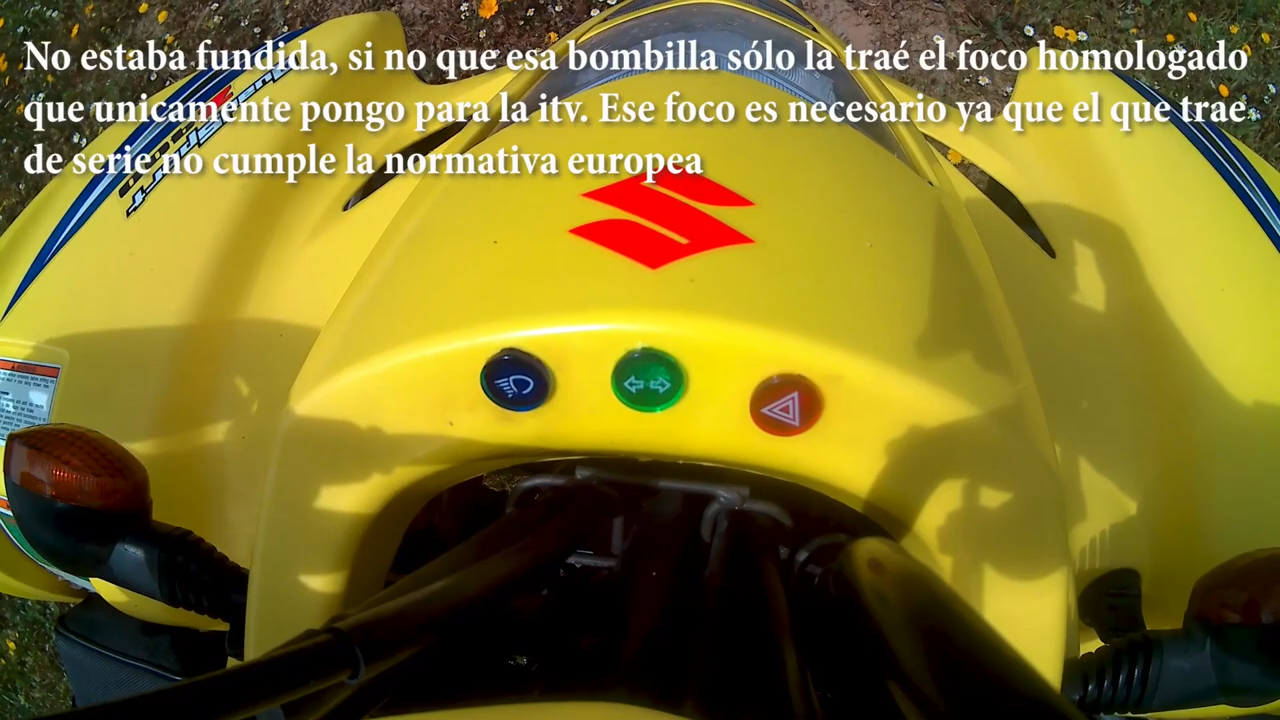 No estaba fundida, si no que esa bombilla sólo la traé el foco homologado
que unicamente pongo para la itv. Ese foco es necesario ya que el que trae
de serie no cumple la normativa europea